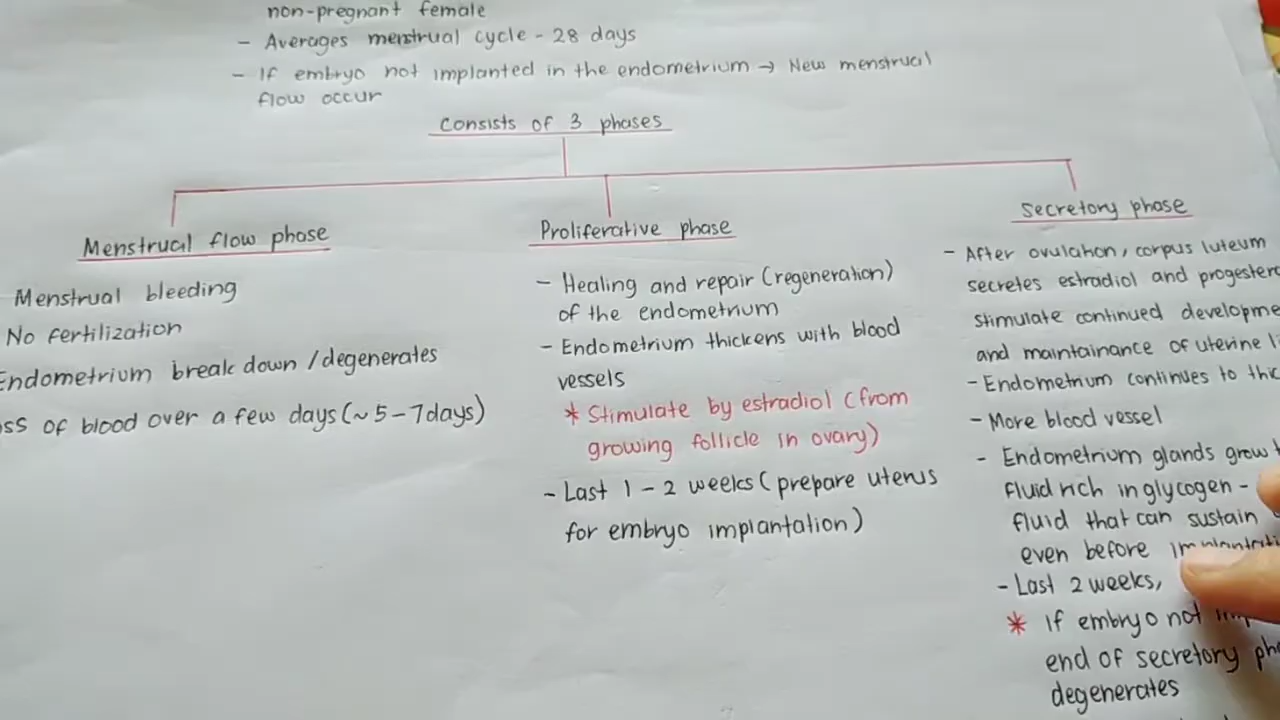 non-pregnant female
- Averages menstrual cycle - 28 days
- If embryo not implanted in the endometrium → New menstrual
flow occur
Consists of 3 phases
Menstrual flow phase
Menstrual bleeding
No fertilization
Endometrium break down / degenerates
of blood over a few days (~ 5 - 7 days)
Proliferative phase
- Healing and repair (regeneration)
of the endometrium
- Endometrium thickens with blood
vessels
* Stimulate by estradiol (from
growing follicle in ovary)
- Last 1 - 2 weeks (prepare uterus
for embryo implantation)
Secretory phase
- After ovulation, corpus luteum
secretes estradiol and
stimulate continued
and maintainance of uterine
- Endometrium continues to
- More blood vessel
- Endometrium glands grow
fluid rich in glycogen -
fluid that can sustain
even before
- Last 2 weeks,
* If embryo not
end of secretory
degenerates